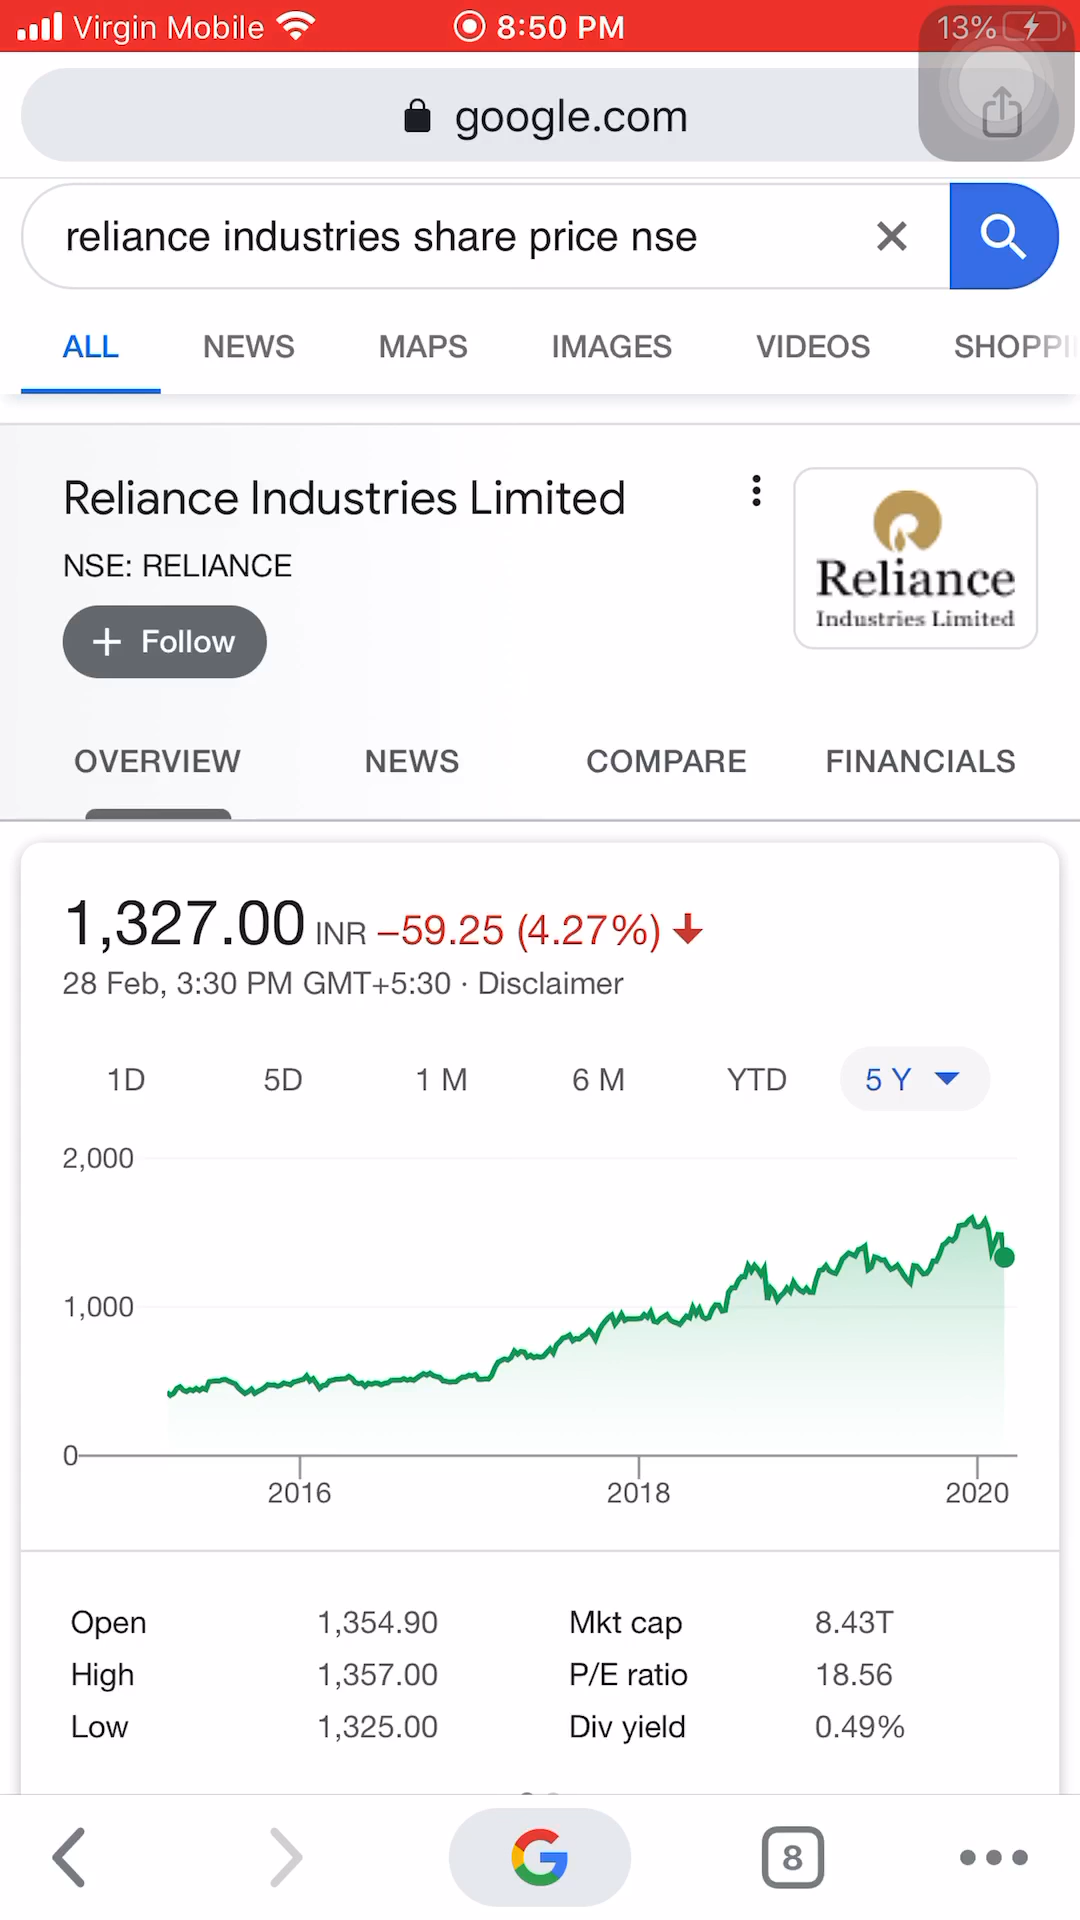 Virgin Mobile 8:50 PM 13%
google.com
reliance industries share price nse
ALL NEWS MAPS IMAGES VIDEOS SHOPPI
Reliance Industries Limited
NSE: RELIANCE
+ Follow
Reliance
Industries Limited
OVERVIEW NEWS COMPARE FINANCIALS
1,327.00 INR −59.25 (4.27%)
28 Feb, 3:30 PM GMT+5:30 · Disclaimer
1D 5D 1 M 6 M YTD 5 Y
2,000
1,000
0
2016 2018 2020
Open 1,354.90 Mkt cap 8.43T
High 1,357.00 P/E ratio 18.56
Low 1,325.00 Div yield 0.49%
8